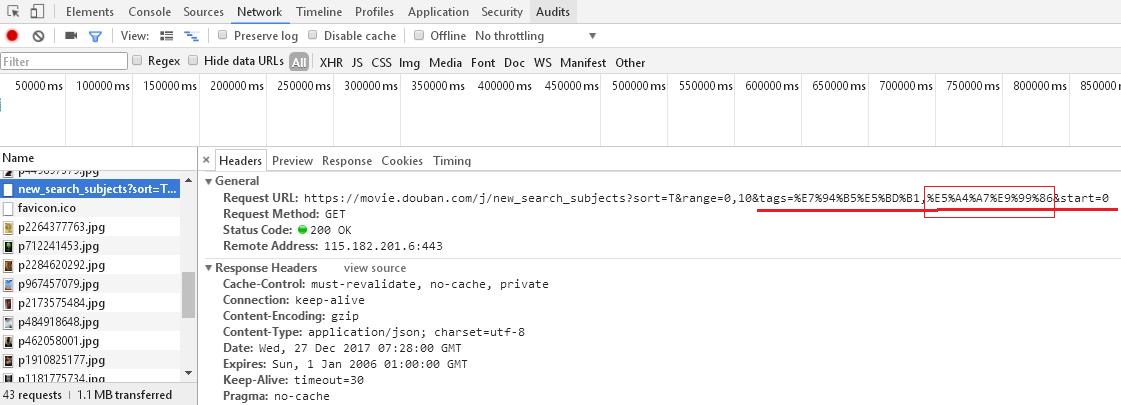 Elements Console Sources Network Timeline Profiles Application Security Audits
View: Preserve log Disable cache Offline No throttling
Filter Regex Hide data URLs All XHR JS CSS Img Media Font Doc WS Manifest Other
50000 ms 100000 ms 150000 ms 200000 ms 250000 ms 300000 ms 350000 ms 400000 ms 450000 ms 500000 ms 550000 ms 600000 ms 650000 ms 700000 ms 750000 ms 800000 ms 850000
Name
× Headers Preview Response Cookies Timing
p449897379.jpg
new_search_subjects?sort=T...
favicon.ico
p2264377763.jpg
p712241453.jpg
p2284620292.jpg
p967457079.jpg
p2173575484.jpg
p484918648.jpg
p462058001.jpg
p1910825177.jpg
p1181775734.jpg
43 requests | 1.1 MB transferred
General
Request URL: https://movie.douban.com/j/new_search_subjects?sort=T&range=0,10&tags=%E7%94%B5%E5%BD%B1,%E5%A4%A7%E9%99%86&start=0
Request Method: GET
Status Code: 200 OK
Remote Address: 115.182.201.6:443
Response Headers view source
Cache-Control: must-revalidate, no-cache, private
Connection: keep-alive
Content-Encoding: gzip
Content-Type: application/json; charset=utf-8
Date: Wed, 27 Dec 2017 07:28:00 GMT
Expires: Sun, 1 Jan 2006 01:00:00 GMT
Keep-Alive: timeout=30
Pragma: no-cache